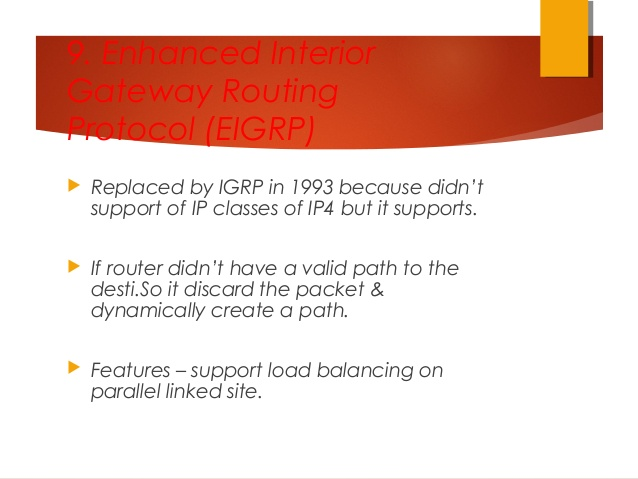 9. Enhanced Interior
Gateway Routing
Protocol (EIGRP)
Replaced by IGRP in 1993 because didn't
support of IP classes of IP4 but it supports.
If router didn't have a valid path to the
desti.So it discard the packet &
dynamically create a path.
Features – support load balancing on
parallel linked site.